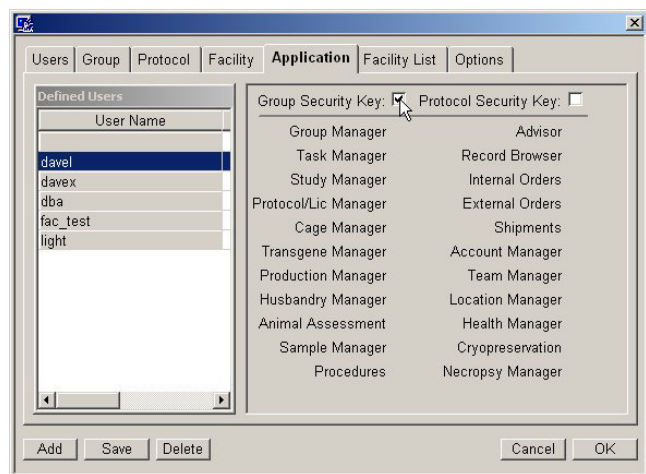 Users Group Protocol Facility Application Facility List Options
Defined Users
User Name
davel
davex
dba
fac_test
light
Group Security Key: Protocol Security Key:
Group Manager Advisor
Task Manager Record Browser
Study Manager Internal Orders
Protocol/Lic Manager External Orders
Cage Manager Shipments
Transgene Manager Account Manager
Production Manager Team Manager
Husbandry Manager Location Manager
Animal Assessment Health Manager
Sample Manager Cryopreservation
Procedures Necropsy Manager
Add Save Delete Cancel OK